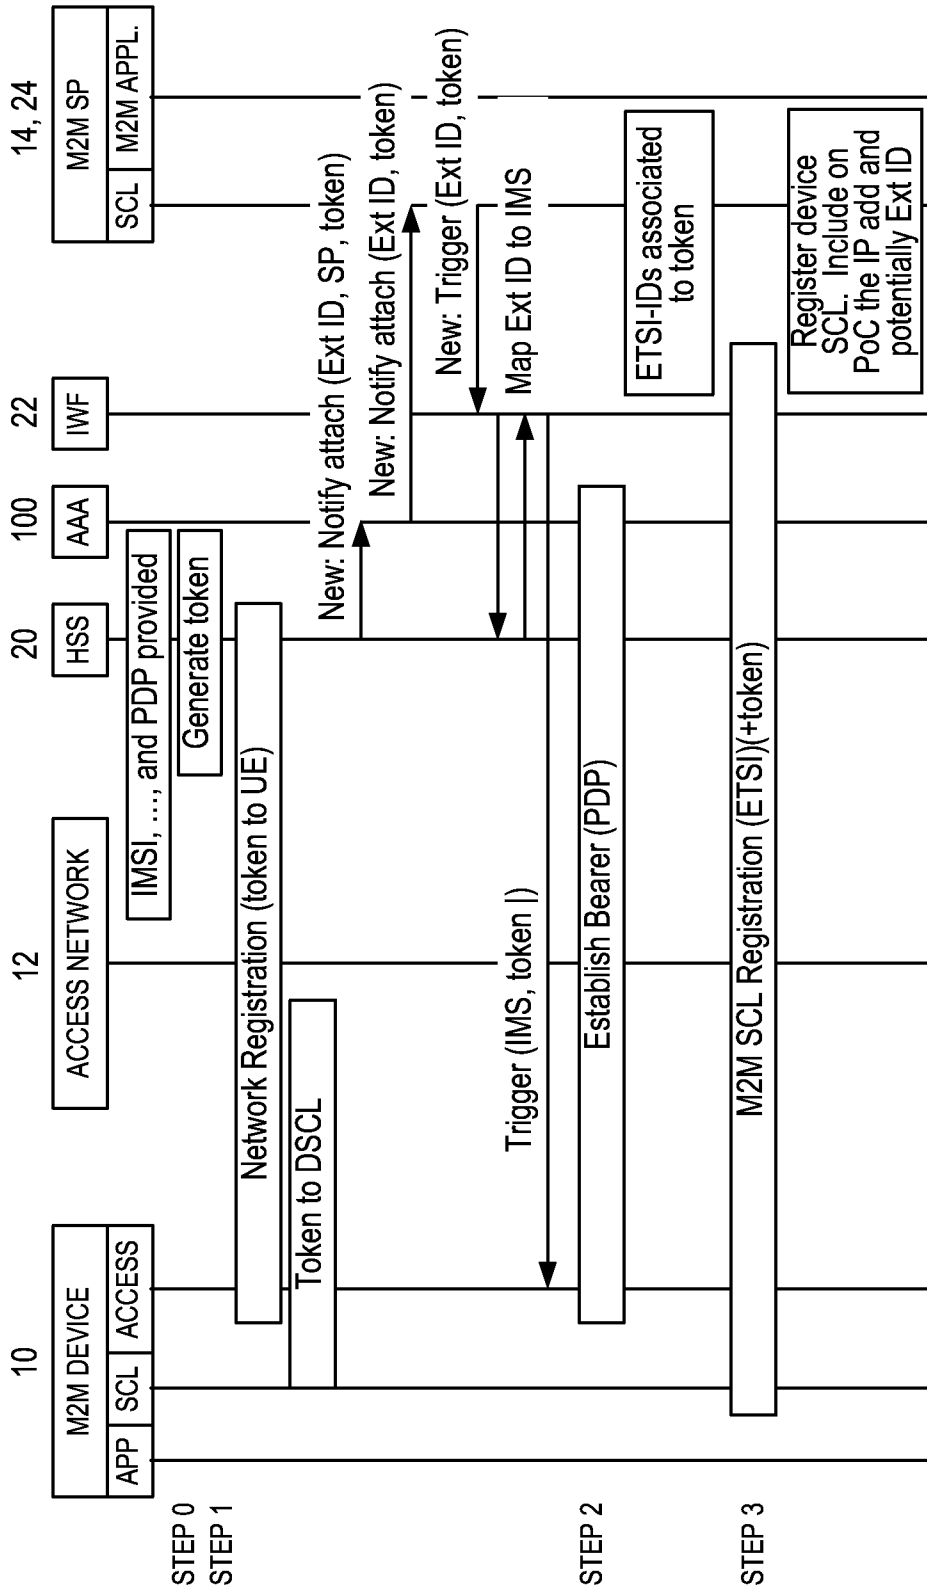 10
12
20
100
22
14, 24
M2M DEVICE
ACCESS NETWORK
HSS
AAA
IWF
M2M SP
APP
SCL
ACCESS
SCL
M2M APPL.
STEP 0
IMSI, ..., and PDP provided
STEP 1
Generate token
Network Registration (token to UE)
Token to DSCL
New: Notify attach (Ext ID, SP, token)
New: Notify attach (Ext ID, token)
New: Trigger (Ext ID, token)
Map Ext ID to IMS
Trigger (IMS, token |)
STEP 2
Establish Bearer (PDP)
ETSI-IDs associated
to token
STEP 3
M2M SCL Registration (ETSI)(+token)
Register device
SCL. Include on
PoC the IP add and
potentially Ext ID